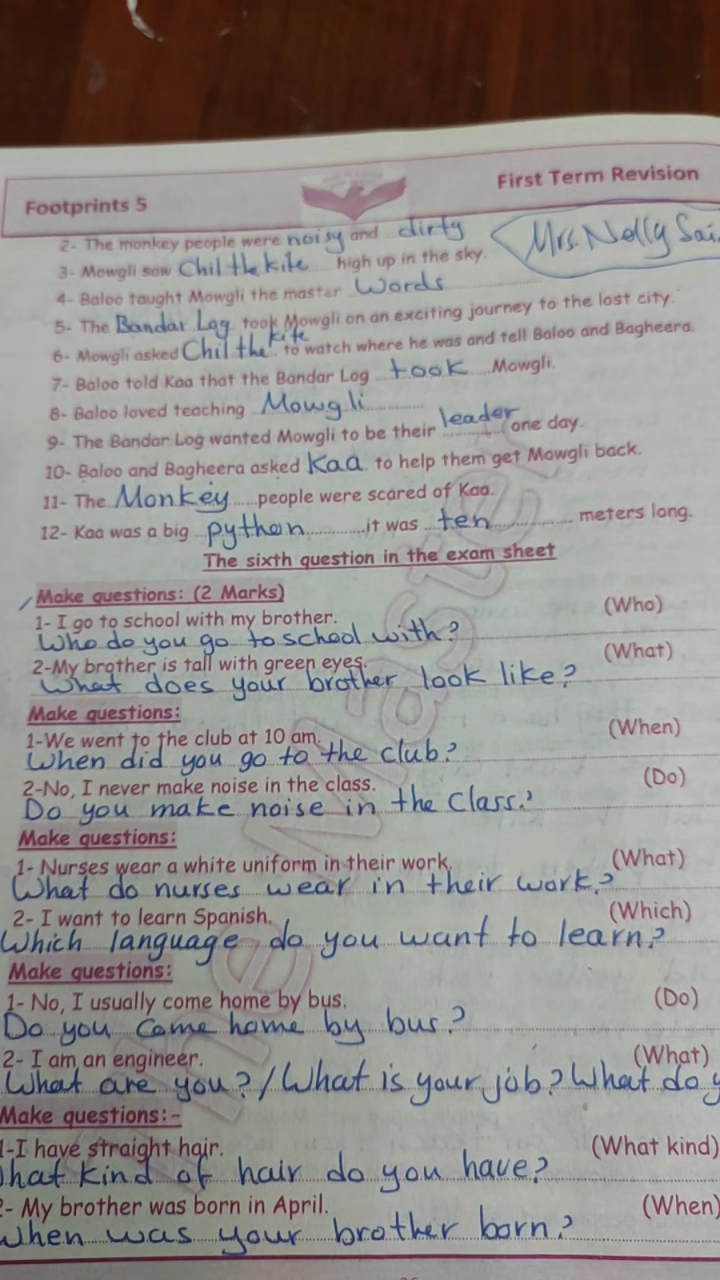 Footprints 5 First Term Revision
2- The monkey people were noisy and dirty
Mrs Nelly Sai
3- Mowgli saw Chil the kite high up in the sky.
4- Baloo taught Mowgli the master words
5- The Bandar Log took Mowgli on an exciting journey to the lost city.
6- Mowgli asked Chil the kite to watch where he was and tell Baloo and Bagheera.
7- Baloo told Kaa that the Bandar Log took Mowgli.
8- Baloo loved teaching Mowgli
9- The Bandar Log wanted Mowgli to be their leader one day.
10- Baloo and Bagheera asked Kaa to help them get Mowgli back.
11- The Monkey people were scared of Kaa.
12- Kaa was a big python it was ten meters long.
The sixth question in the exam sheet
Make questions: (2 Marks)
1- I go to school with my brother. (Who)
Who do you go to school with?
2-My brother is tall with green eyes. (What)
What does your brother look like?
Make questions:
1-We went to the club at 10 am. (When)
When did you go to the club?
2-No, I never make noise in the class. (Do)
Do you make noise in the class?
Make questions:
1- Nurses wear a white uniform in their work. (What)
What do nurses wear in their work?
2- I want to learn Spanish. (Which)
Which language do you want to learn?
Make questions:
1- No, I usually come home by bus. (Do)
Do you come home by bus?
2- I am an engineer. (What)
What are you? / What is your job? What do y
Make questions:-
1-I have straight hair. (What kind)
hat kind of hair do you have?
2- My brother was born in April. (When)
When was your brother born?
The Master